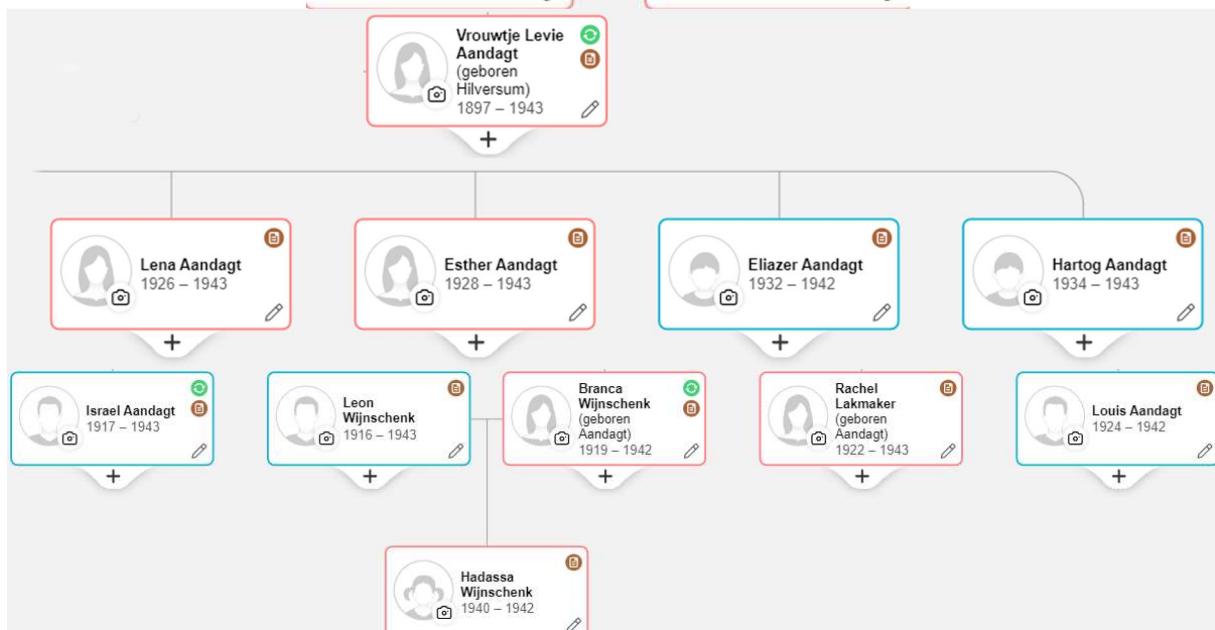 Vrouwtje Levie
Aandagt
(geboren
Hilversum)
1897 – 1943
Lena Aandagt
1926 – 1943
Esther Aandagt
1928 – 1943
Eliazer Aandagt
1932 – 1942
Hartog Aandagt
1934 – 1943
Israel Aandagt
1917 – 1943
Leon
Wijnschenk
1916 – 1943
Branca
Wijnschenk
(geboren
Aandagt)
1919 – 1942
Rachel
Lakmaker
(geboren
Aandagt)
1922 – 1943
Louis Aandagt
1924 – 1942
Hadassa
Wijnschenk
1940 – 1942